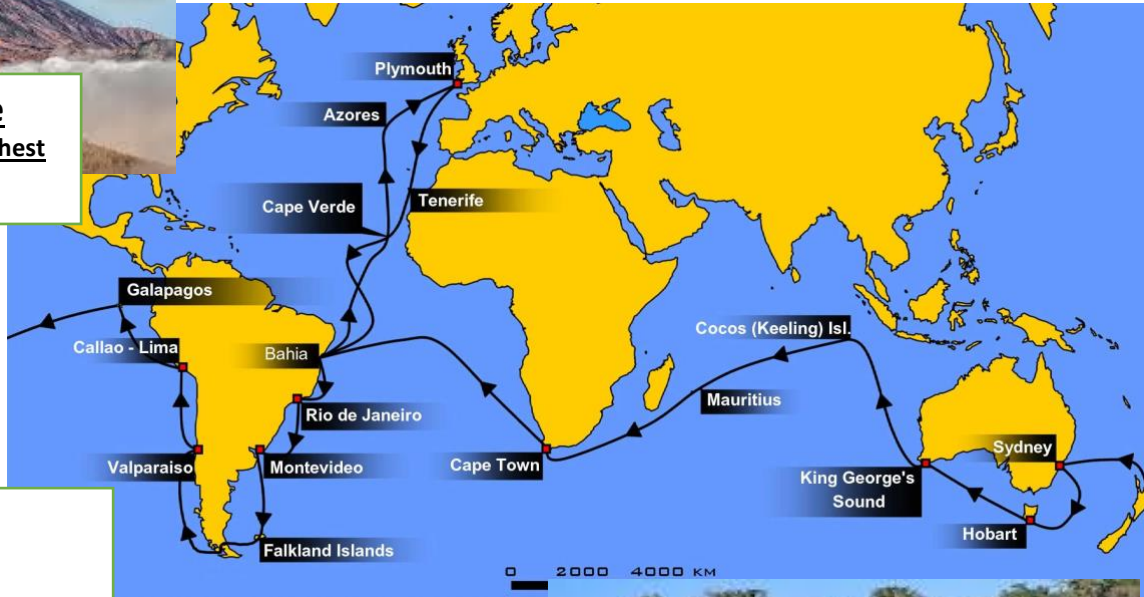 hest
Plymouth
Azores
Tenerife
Cape Verde
Galapagos
Callao - Lima
Bahia
Cocos (Keeling) Isl.
Mauritius
Rio de Janeiro
Sydney
Valparaiso
Montevideo
Cape Town
King George's
Sound
Hobart
Falkland Islands
0 2000 4000 KM